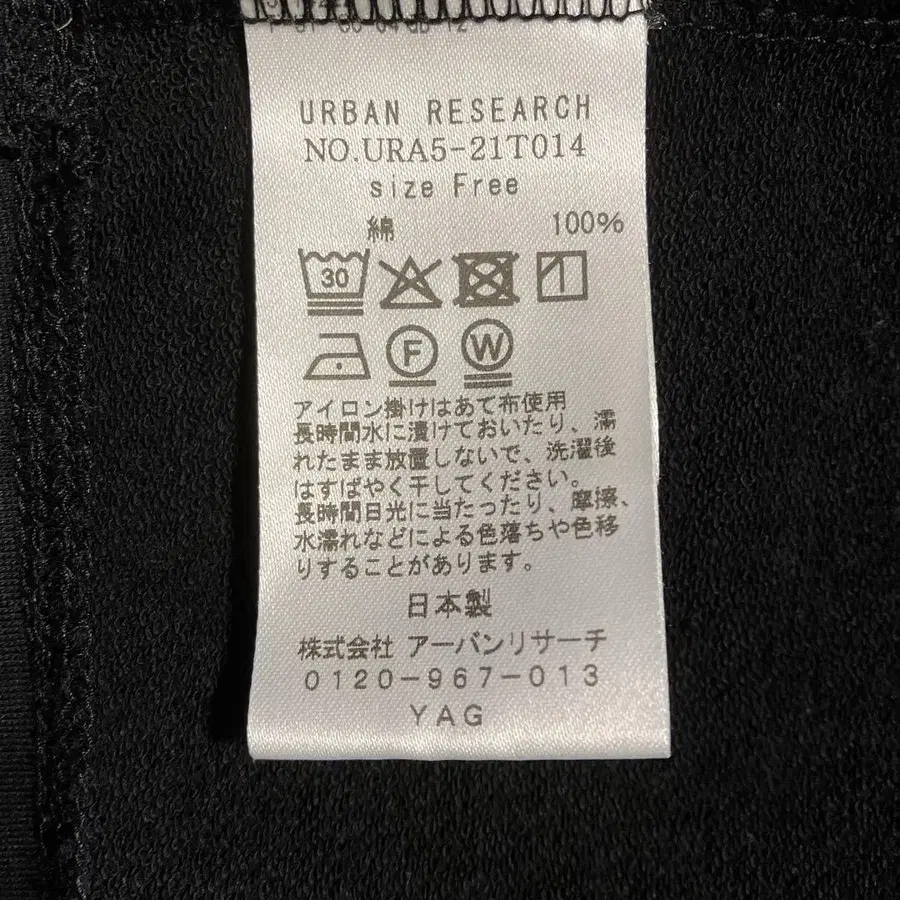 URBAN RESEARCH
NO.URA5-21T014
size Free
綿 100%
30
F W
アイロン掛けはあて布使用
長時間水に漬けておいたり、濡
れたまま放置しないで、洗濯後
はすばやく干してください。
長時間日光に当たったり、摩擦、
水濡れなどによる色落ちや色移
りすることがあります。
日本製
株式会社 アーバンリサーチ
0120-967-013
YAG